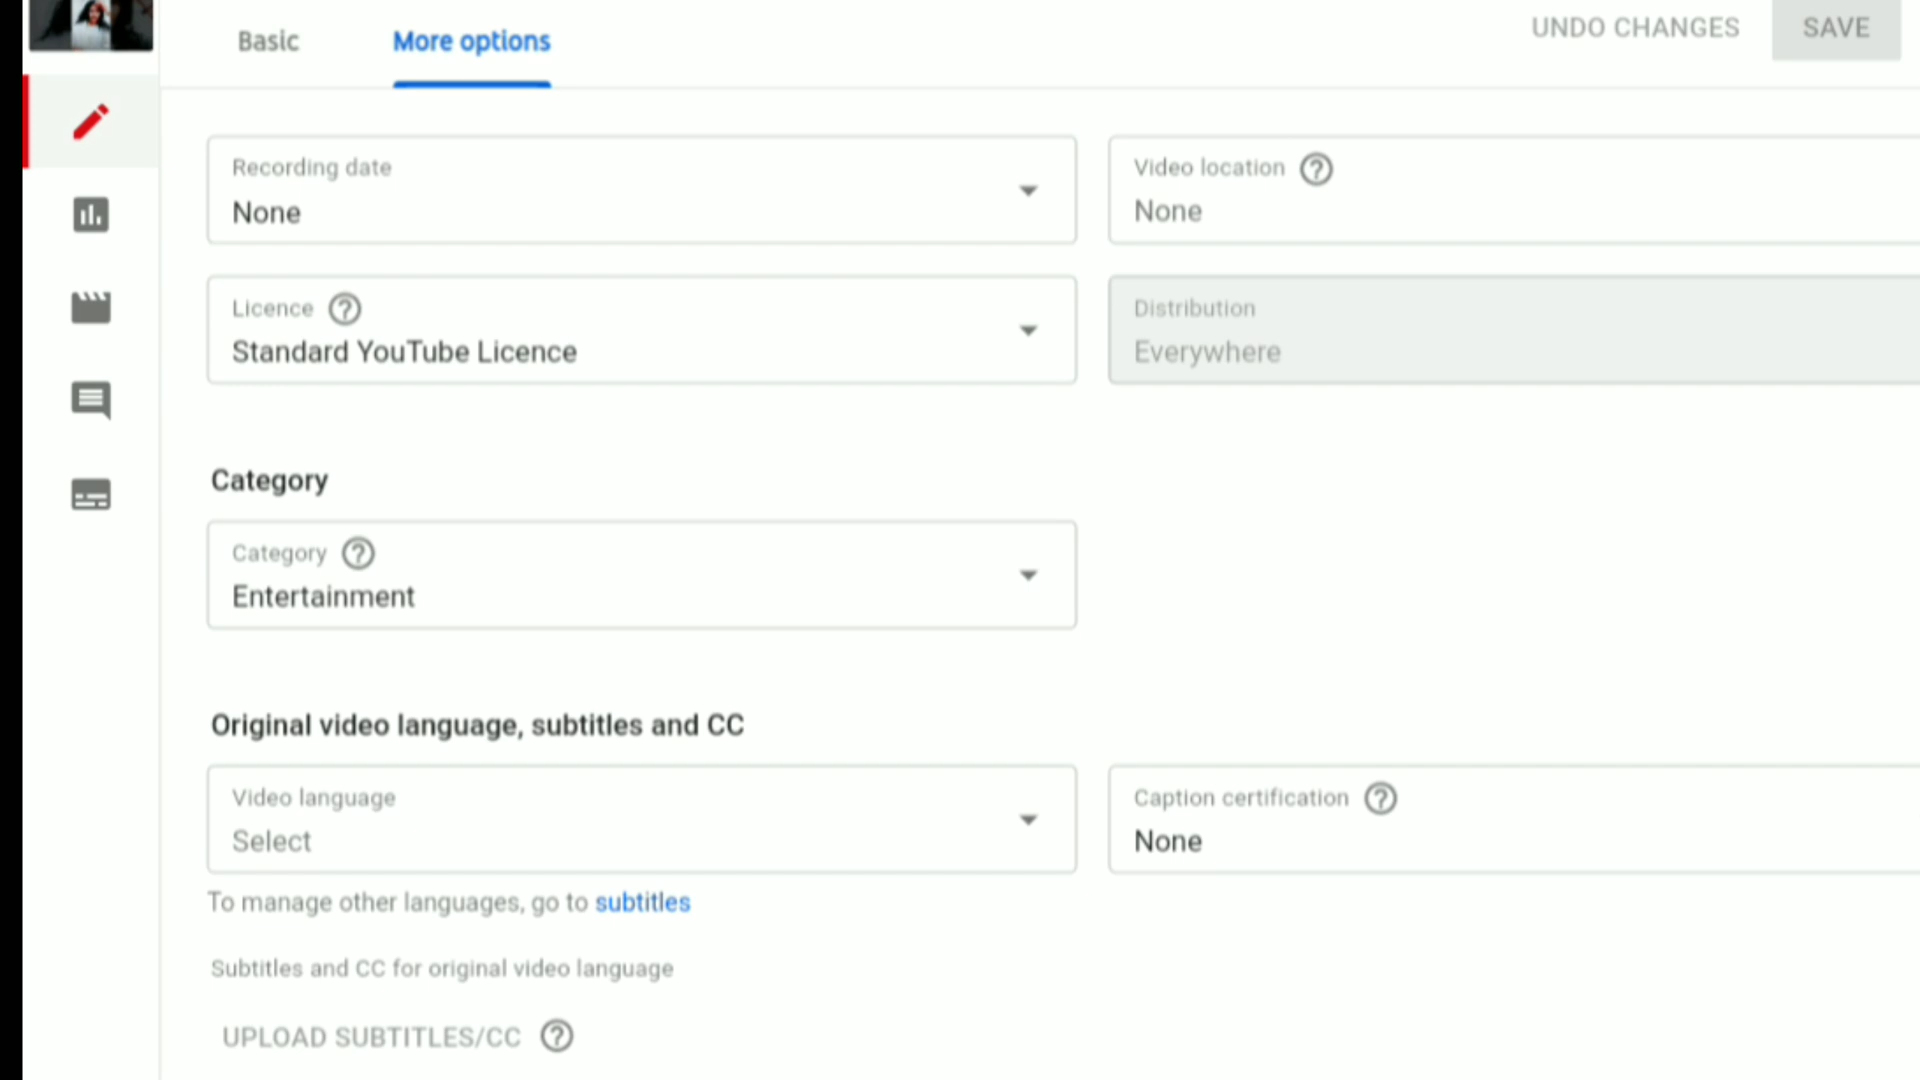 Basic
More options
UNDO CHANGES
SAVE
Recording date
None
Video location
None
Licence
Standard YouTube Licence
Distribution
Everywhere
Category
Category
Entertainment
Original video language, subtitles and CC
Video language
Select
Caption certification
None
To manage other languages, go to subtitles
Subtitles and CC for original video language
UPLOAD SUBTITLES/CC